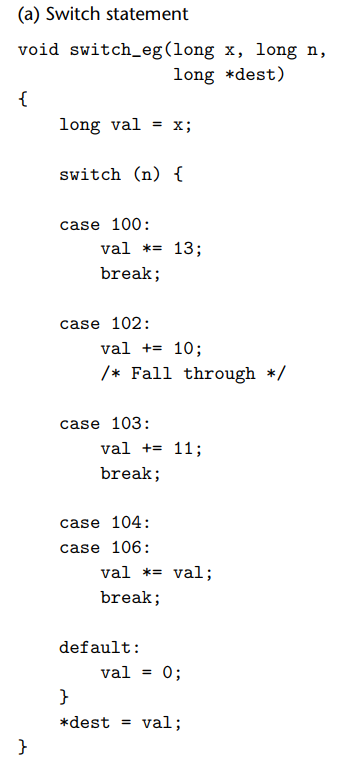 (a) Switch statement
void switch_eg(long x, long n,
               long *dest)
{
    long val = x;

    switch (n) {

    case 100:
        val *= 13;
        break;

    case 102:
        val += 10;
        /* Fall through */

    case 103:
        val += 11;
        break;

    case 104:
    case 106:
        val *= val;
        break;

    default:
        val = 0;
    }
    *dest = val;
}